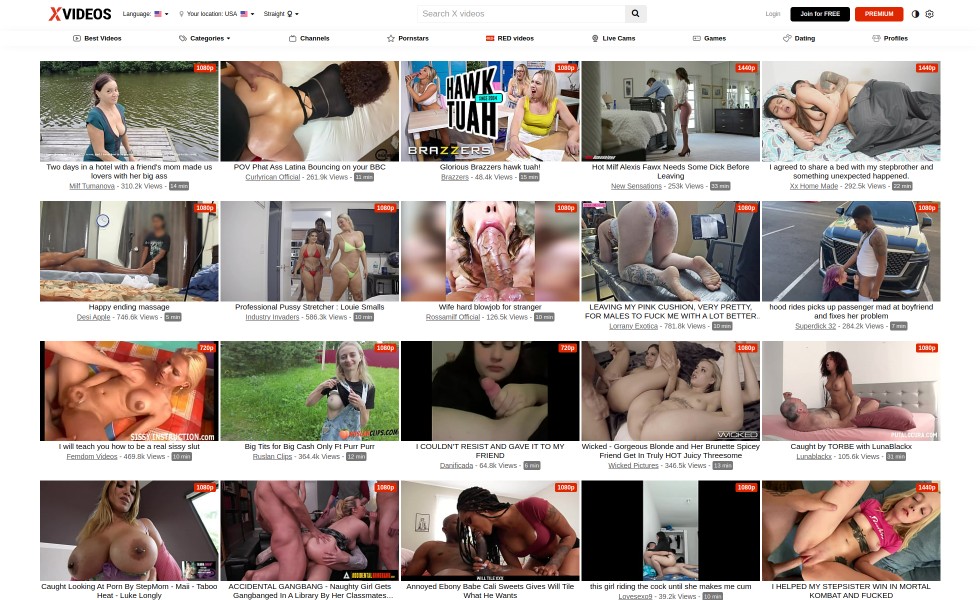 XVIDEOS
Language:
Your location: USA
Straight
Search X videos
Login
Join for FREE
PREMIUM
Best Videos
Categories
Channels
Pornstars
RED videos
Live Cams
Games
Dating
Profiles
1080p
1080p
1440p
1440p
HAWK
TUAH
BRAZZERS
Two days in a hotel with a friend's mom made us
lovers with her big ass
Milf Tumanova - 310.2k Views - 14 min
POV Phat Ass Latina Bouncing on your BBC
Curlyrican Official - 261.9k Views - 11 min
Glorious Brazzers hawk tuah!
Brazzers - 48.4k Views - 15 min
Hot Milf Alexis Fawx Needs Some Dick Before
Leaving
New Sensations - 253k Views - 23 min
I agreed to share a bed with my stepbrother and
something unexpected happened.
Xx Home Made - 292.5k Views - 22 min
1080p
1080p
1080p
1080p
1080p
Happy ending massage
Desi Apple - 746.6k Views - 5 min
Professional Pussy Stretcher : Louie Smalls
Industry Invaders - 586.3k Views - 10 min
Wife hard blowjob for stranger
Rossamilf Official - 126.5k Views - 10 min
LEAVING MY PINK CUSHION, VERY PRETTY,
FOR MALES TO FUCK ME WITH A LOT BETTER..
Lorrany Exotica - 781.8k Views - 10 min
hood rides picks up passenger mad at boyfriend
and fixes her problem
Superdick 32 - 284.2k Views - 7 min
720p
1080p
720p
1080p
1080p
SISSY INSTRUCTION.com
WICKED
I will teach you how to be a real sissy slut
Femdom Videos - 469.8k Views - 10 min
Big Tits for Big Cash Only Ft Purr Purr
Ruslan Clips - 364.4k Views - 12 min
I COULDN'T RESIST AND GAVE IT TO MY
FRIEND
Danificada - 64.8k Views - 6 min
Wicked - Gorgeous Blonde and Her Brunette Spicey
Friend Get In Truly HOT Juicy Threesome
Wicked Pictures - 346.5k Views - 13 min
Caught by TORBE with LunaBlackx
Lunablackx - 105.6k Views - 31 min
1080p
1080p
1080p
1080p
1440p
ACCIDENTALGANGBANG.COM
WILLTILE.XXX
Caught Looking At Porn By StepMom - Maii - Taboo
Heat - Luke Longly
ACCIDENTAL GANGBANG - Naughty Girl Gets
Gangbanged In A Library By Her Classmates...
Annoyed Ebony Babe Cali Sweets Gives Will Tile
What He Wants
this girl riding the cock until she makes me cum
Lovesexo9 - 39.2k Views - 10 min
I HELPED MY STEPSISTER WIN IN MORTAL
KOMBAT AND FUCKED